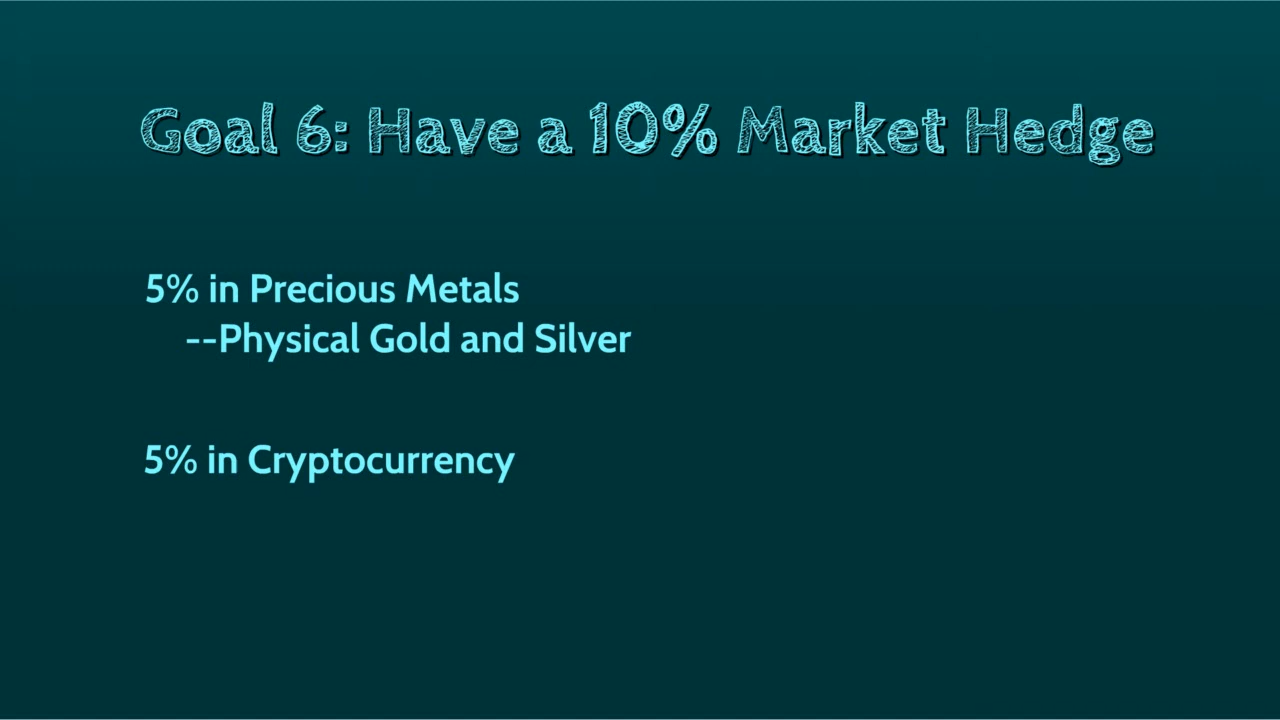 Goal 6: Have a 10% Market Hedge
5% in Precious Metals
--Physical Gold and Silver
5% in Cryptocurrency